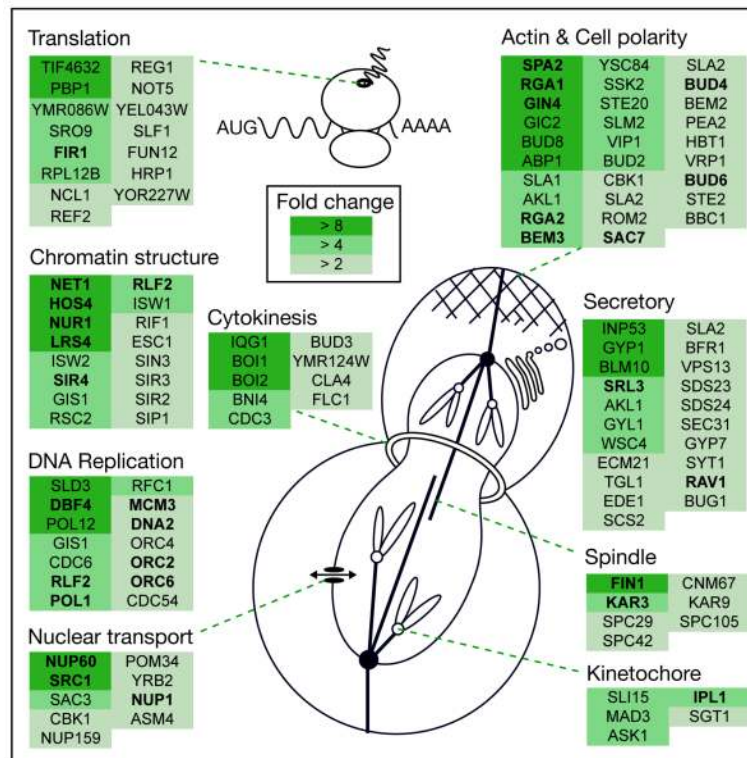 Translation
TIF4632 REG1
PBP1 NOT5
YMR086W YEL043W
SRO9 SLF1
FIR1 FUN12
RPL12B HRP1
NCL1 YOR227W
REF2
AUG AAAA
Actin & Cell polarity
SPA2 YSC84 SLA2
RGA1 SSK2 BUD4
GIN4 STE20 BEM2
GIC2 SLM2 PEA2
BUD8 VIP1 HBT1
ABP1 BUD2 VRP1
SLA1 CBK1 BUD6
AKL1 SLA2 STE2
RGA2 ROM2 BBC1
BEM3 SAC7
Fold change
> 8
> 4
> 2
Chromatin structure
NET1 RLF2
HOS4 ISW1
NUR1 RIF1
LRS4 ESC1
ISW2 SIN3
SIR4 SIR3
GIS1 SIR2
RSC2 SIP1
Cytokinesis
IQG1 BUD3
BOI1 YMR124W
BOI2 CLA4
BNI4 FLC1
CDC3
Secretory
INP53 SLA2
GYP1 BFR1
BLM10 VPS13
SRL3 SDS23
AKL1 SDS24
GYL1 SEC31
WSC4 GYP7
ECM21 SYT1
TGL1 RAV1
EDE1 BUG1
SCS2
DNA Replication
SLD3 RFC1
DBF4 MCM3
POL12 DNA2
GIS1 ORC4
CDC6 ORC2
RLF2 ORC6
POL1 CDC54
Spindle
FIN1 CNM67
KAR3 KAR9
SPC29 SPC105
SPC42
Nuclear transport
NUP60 POM34
SRC1 YRB2
SAC3 NUP1
CBK1 ASM4
NUP159
Kinetochore
SLI15 IPL1
MAD3 SGT1
ASK1